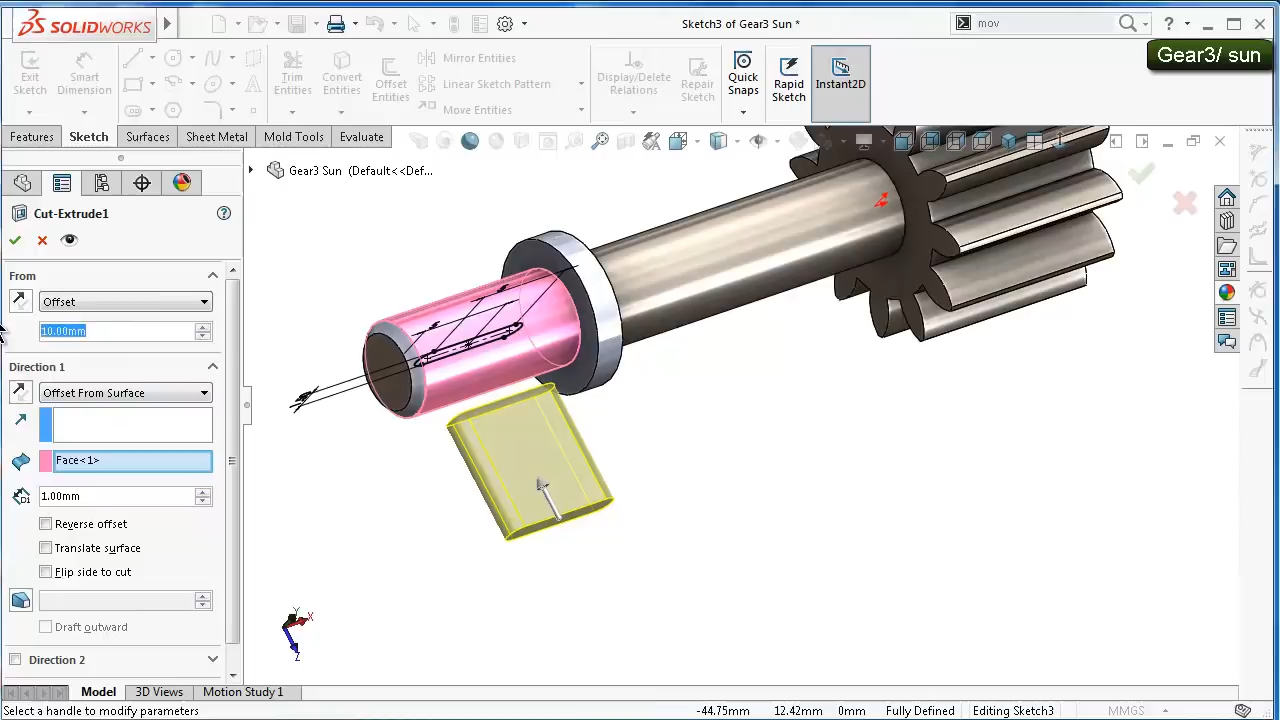 SOLIDWORKS
Sketch3 of Gear3 Sun *
mov
?
Gear3/ sun
Exit Sketch
Smart Dimension
Trim Entities
Convert Entities
Offset Entities
Mirror Entities
Linear Sketch Pattern
Move Entities
Display/Delete Relations
Repair Sketch
Quick Snaps
Rapid Sketch
Instant2D
Features
Sketch
Surfaces
Sheet Metal
Mold Tools
Evaluate
Gear3 Sun (Default<<Def...
Cut-Extrude1
?
From
Offset
10.00mm
Direction 1
Offset From Surface
Face<1>
D1
1.00mm
Reverse offset
Translate surface
Flip side to cut
Draft outward
Direction 2
Y
X
Z
Model
3D Views
Motion Study 1
Select a handle to modify parameters
-44.75mm
12.42mm
0mm
Fully Defined
Editing Sketch3
MMGS